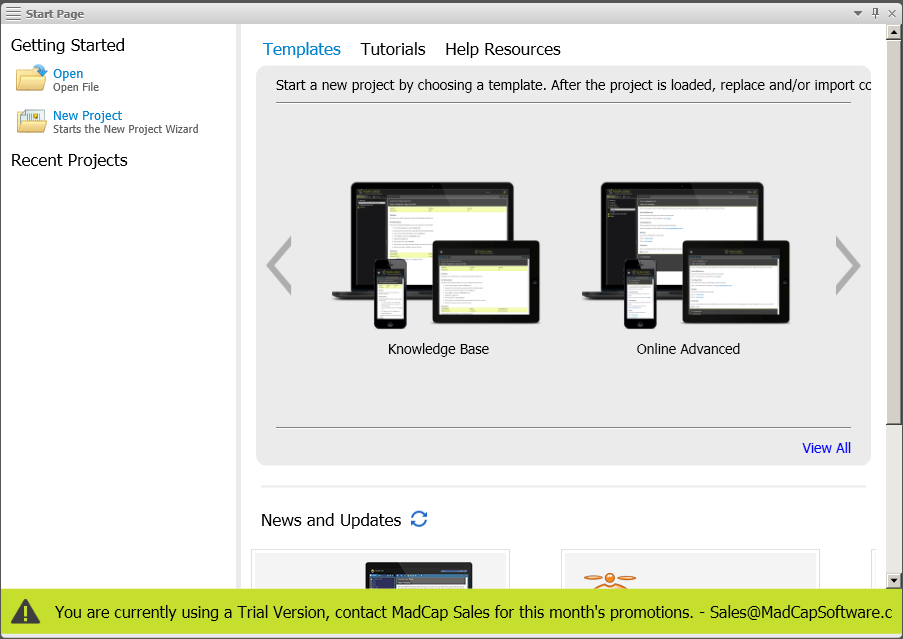 Start Page
Getting Started
Open
Open File
New Project
Starts the New Project Wizard
Recent Projects
Templates Tutorials Help Resources
Start a new project by choosing a template. After the project is loaded, replace and/or import co
Knowledge Base
Online Advanced
View All
News and Updates
You are currently using a Trial Version, contact MadCap Sales for this month's promotions. - Sales@MadCapSoftware.c